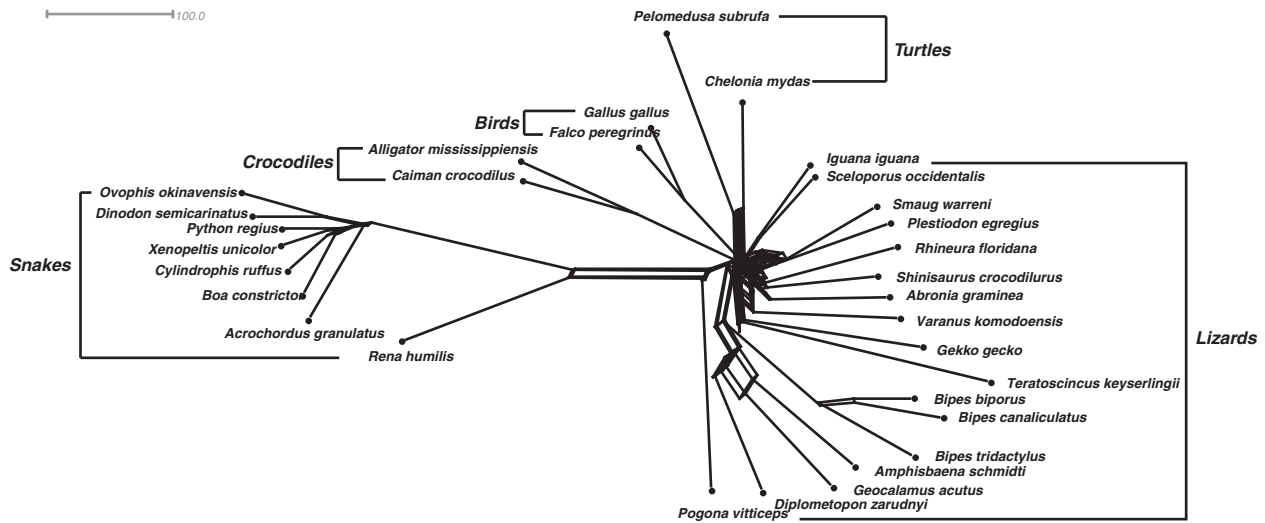 100.0
Pelomedusa subrufa
Turtles
Chelonia mydas
Gallus gallus
Birds
Falco peregrinus
Alligator mississippiensis
Crocodiles
Caiman crocodilus
Iguana iguana
Sceloporus occidentalis
Ovophis okinavensis
Dinodon semicarinatus
Python regius
Xenopeltis unicolor
Snakes
Cylindrophis ruffus
Boa constrictor
Acrochordus granulatus
Rena humilis
Smaug warreni
Plestiodon egregius
Rhineura floridana
Shinisaurus crocodilurus
Abronia graminea
Varanus komodoensis
Lizards
Gekko gecko
Teratoscincus keyserlingii
Bipes biporus
Bipes canaliculatus
Bipes tridactylus
Amphisbaena schmidti
Geocalamus acutus
Diplometopon zarudnyi
Pogona vitticeps